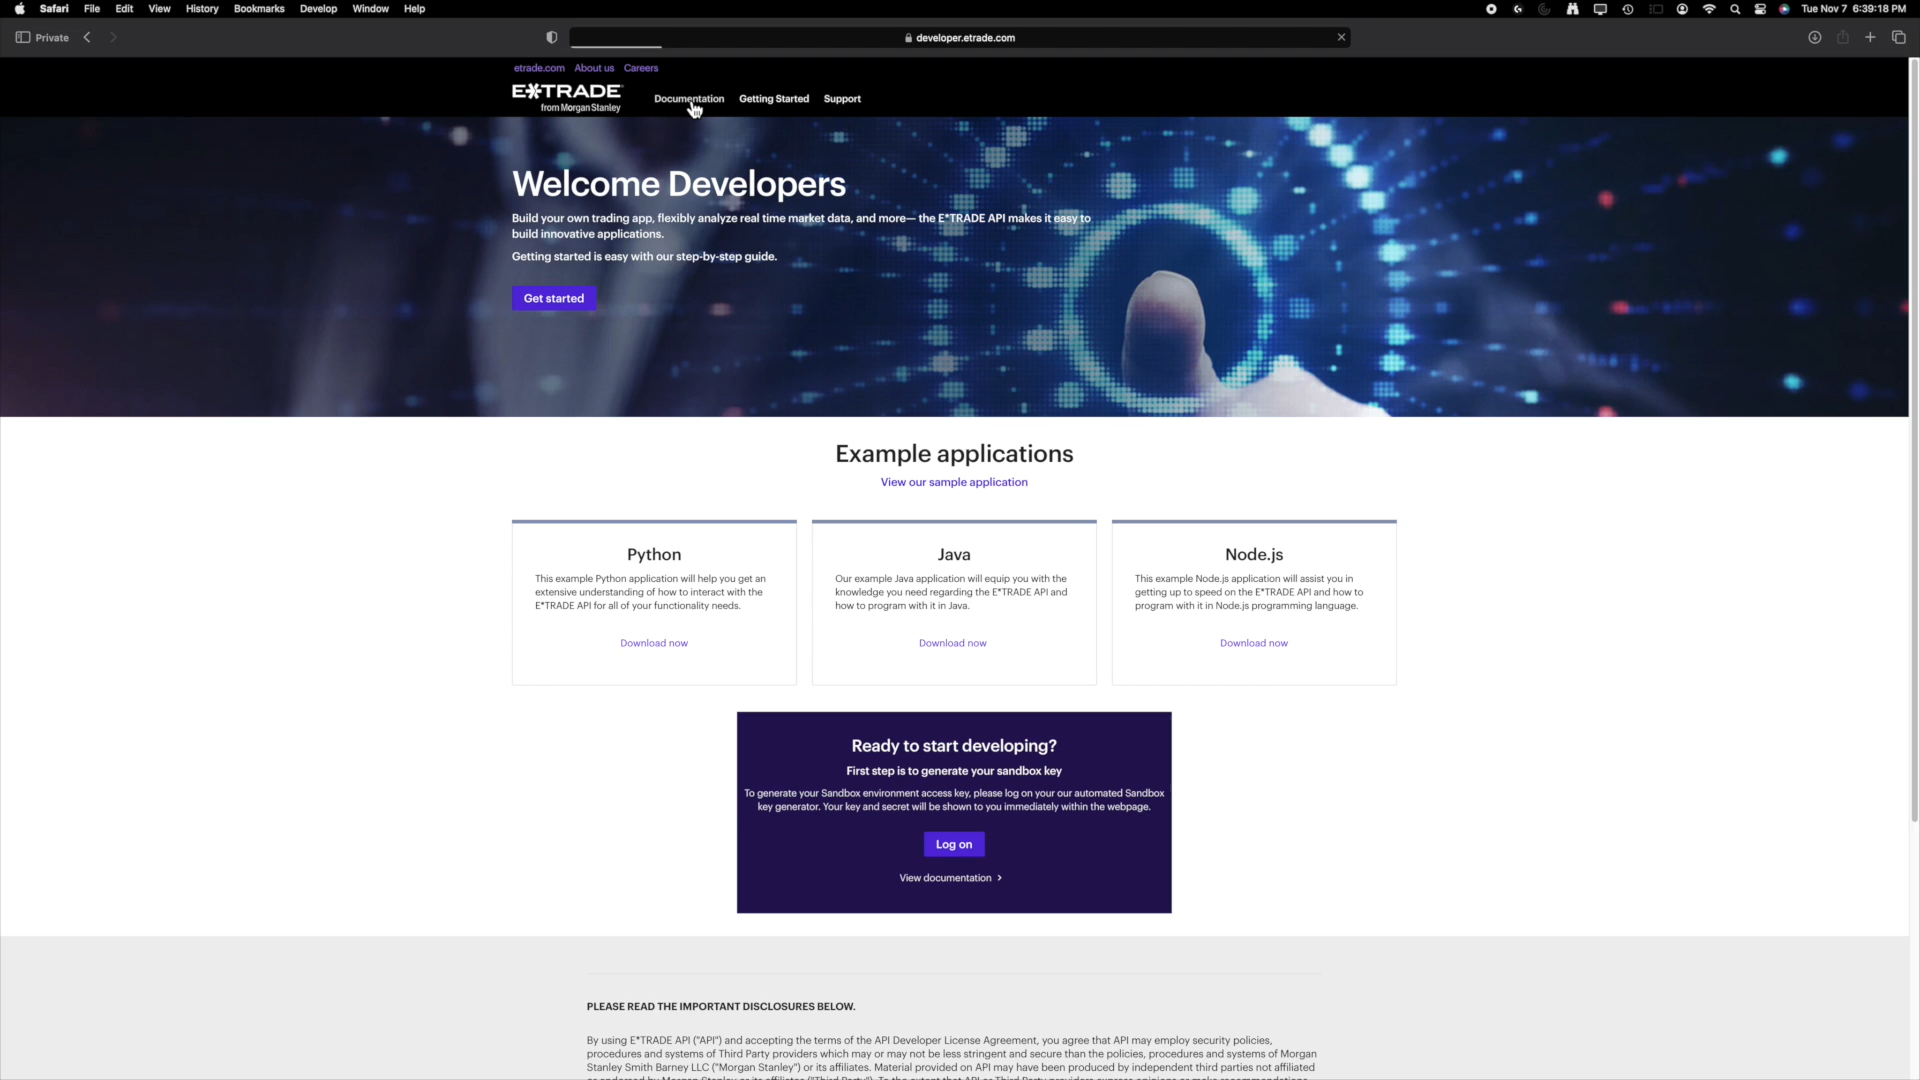 Safari File Edit View History Bookmarks Develop Window Help Tue Nov 7 6:39:18 PM
Private developer.etrade.com
etrade.com About us Careers
E*TRADE
from Morgan Stanley
Documentation Getting Started Support
Welcome Developers
Build your own trading app, flexibly analyze real time market data, and more— the E*TRADE API makes it easy to
build innovative applications.
Getting started is easy with our step-by-step guide.
Get started
Example applications
View our sample application
Python
This example Python application will help you get an
extensive understanding of how to interact with the
E*TRADE API for all of your functionality needs.
Download now
Java
Our example Java application will equip you with the
knowledge you need regarding the E*TRADE API and
how to program with it in Java.
Download now
Node.js
This example Node.js application will assist you in
getting up to speed on the E*TRADE API and how to
program with it in Node.js programming language.
Download now
Ready to start developing?
First step is to generate your sandbox key
To generate your Sandbox environment access key, please log on your our automated Sandbox
key generator. Your key and secret will be shown to you immediately within the webpage.
Log on
View documentation >
PLEASE READ THE IMPORTANT DISCLOSURES BELOW.
By using E*TRADE API ("API") and accepting the terms of the API Developer License Agreement, you agree that API may employ security policies,
procedures and systems of Third Party providers which may or may not be less stringent and secure than the policies, procedures and systems of Morgan
Stanley Smith Barney LLC ("Morgan Stanley") or its affiliates. Material provided on API may have been produced by independent third parties not affiliated